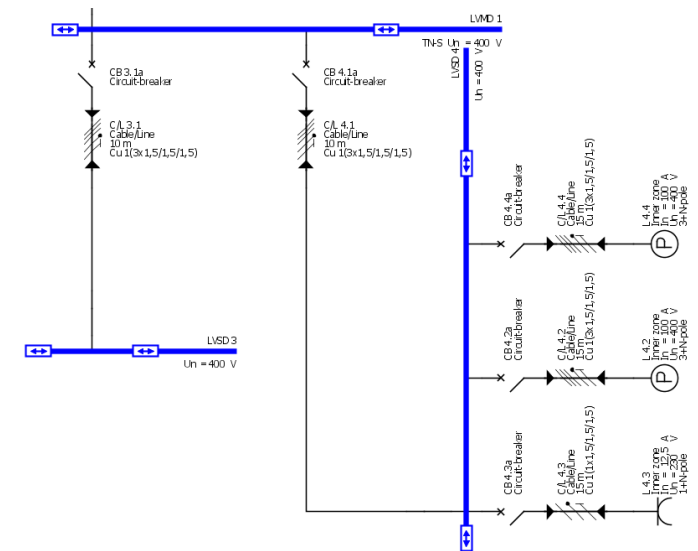 LVMD 1
TN-S Un = 400 V
LVSD 4
Un = 400 V
CB 3.1a
Circuit-breaker
C/L 3.1
Cable/Line
10 m
Cu 1(3x1,5/1,5/1,5)
CB 4.1a
Circuit-breaker
C/L 4.1
Cable/Line
10 m
Cu 1(3x1,5/1,5/1,5)
LVSD 3
Un = 400 V
CB 4.4a
Circuit-breaker
C/L 4.4
Cable/Line
15 m
Cu 1(3x1,5/1,5/1,5)
L 4.4
Inner zone
In = 100 A
Un = 400 V
3+N-pole
P
CB 4.2a
Circuit-breaker
C/L 4.2
Cable/Line
15 m
Cu 1(3x1,5/1,5/1,5)
L 4.2
Inner zone
In = 100 A
Un = 400 V
3+N-pole
P
CB 4.3a
Circuit-breaker
C/L 4.3
Cable/Line
15 m
Cu 1(1x1,5/1,5/1,5)
L 4.3
Inner zone
In = 12,5 A
Un = 230 V
1+N-pole